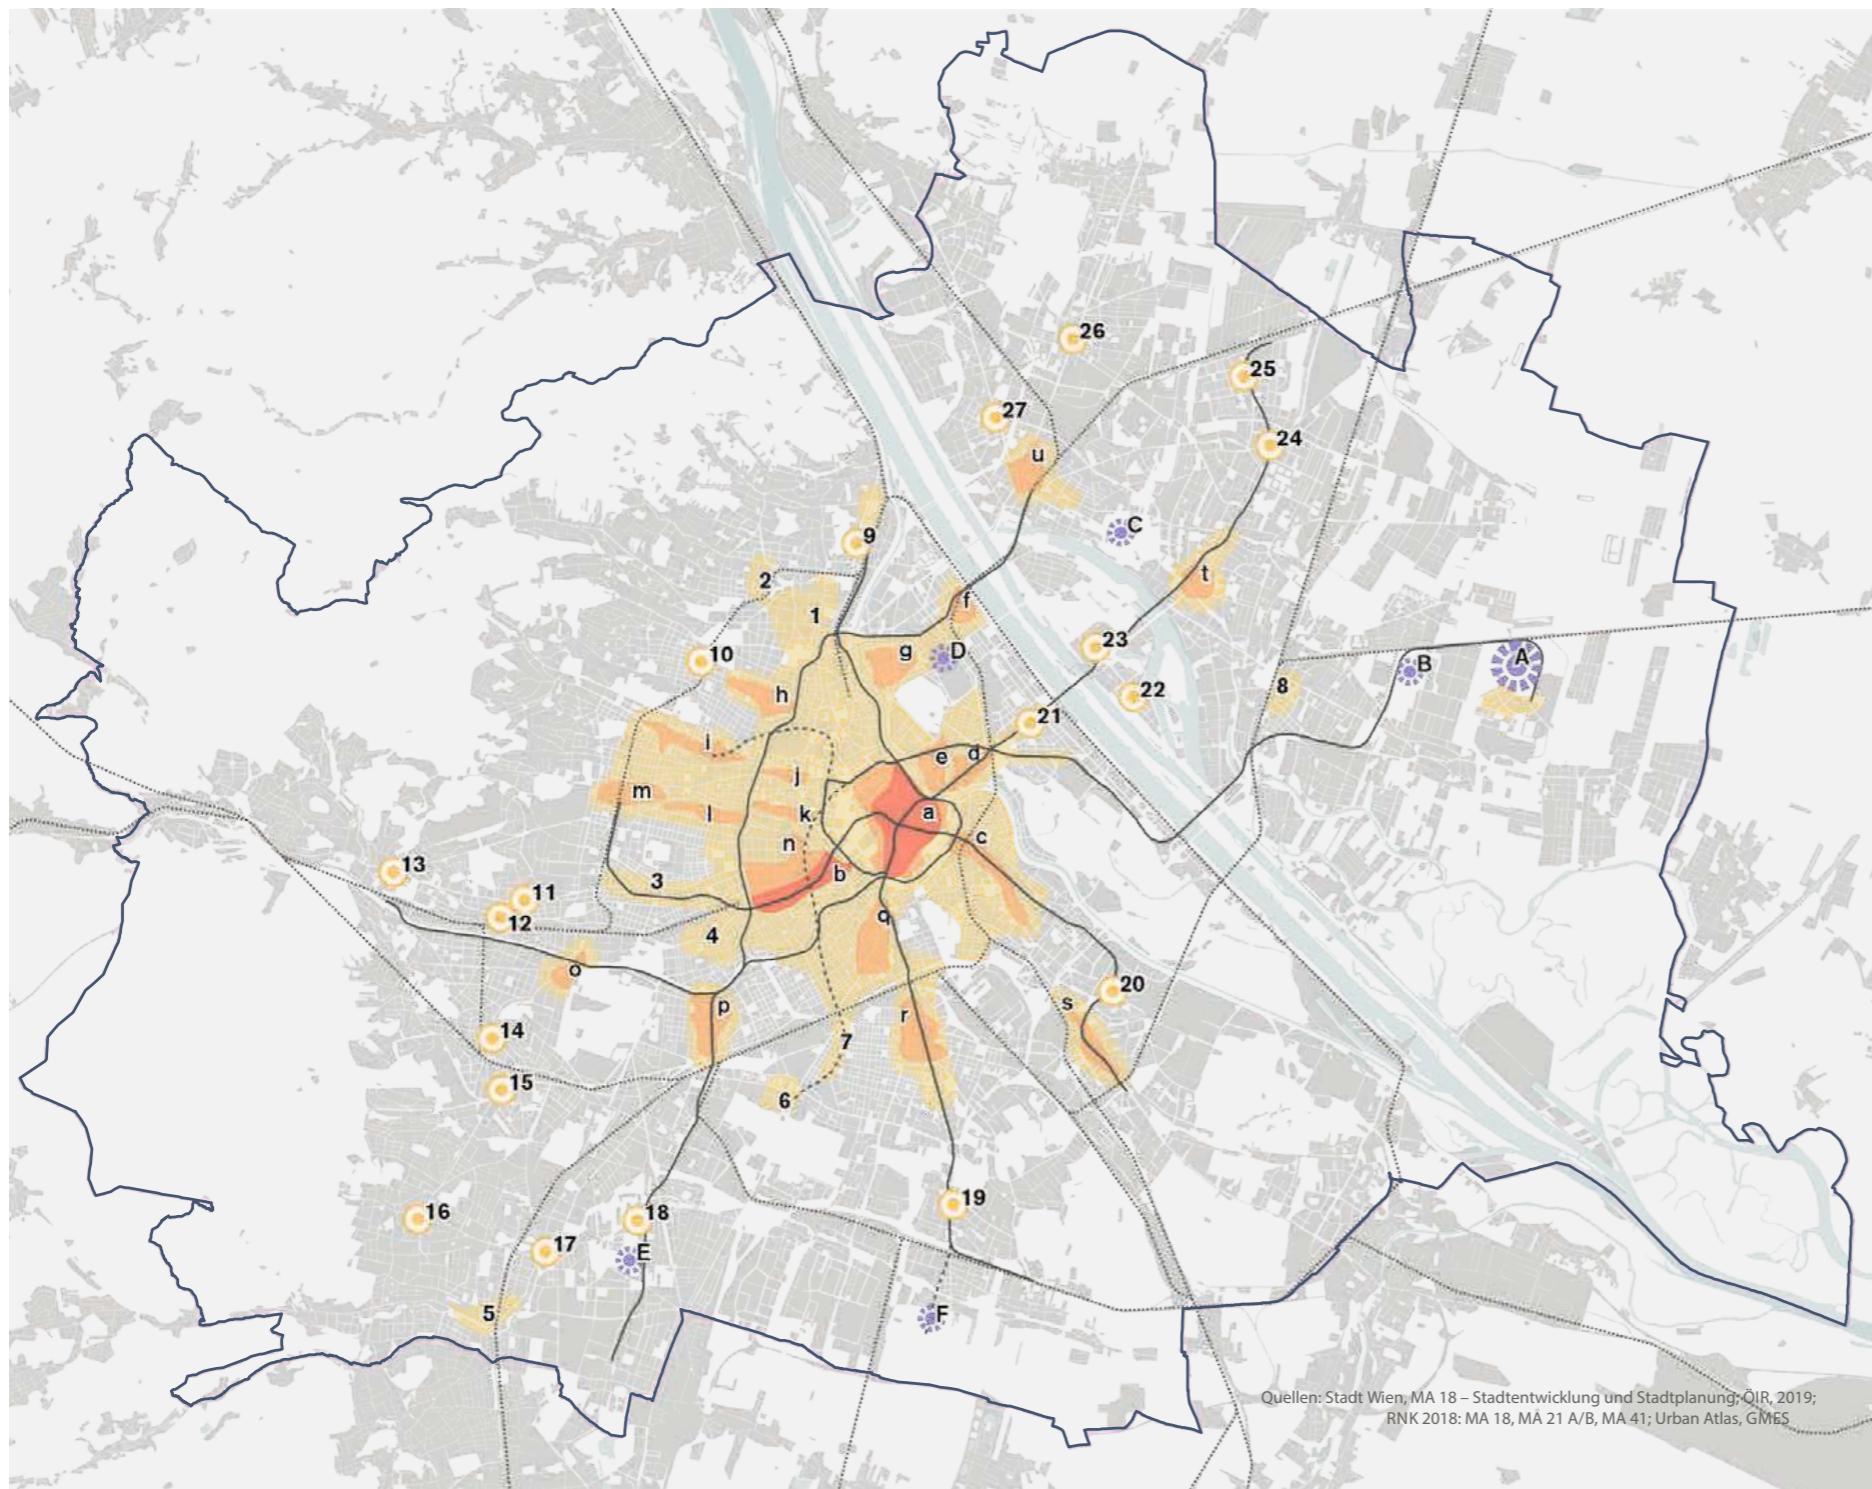 26
25
27
24
u
C
9
t
2
f
1
23
g
D
10
B
A
22
8
h
21
i
e
d
j
m
k
l
a
n
c
13
b
3
11
q
12
4
o
20
s
p
r
14
7
15
6
19
16
18
17
E
5
F
Quellen: Stadt Wien, MA 18 – Stadtentwicklung und Stadtplanung; ÖIR, 2019;
RNK 2018: MA 18, MA 21 A/B, MA 41; Urban Atlas, GMES